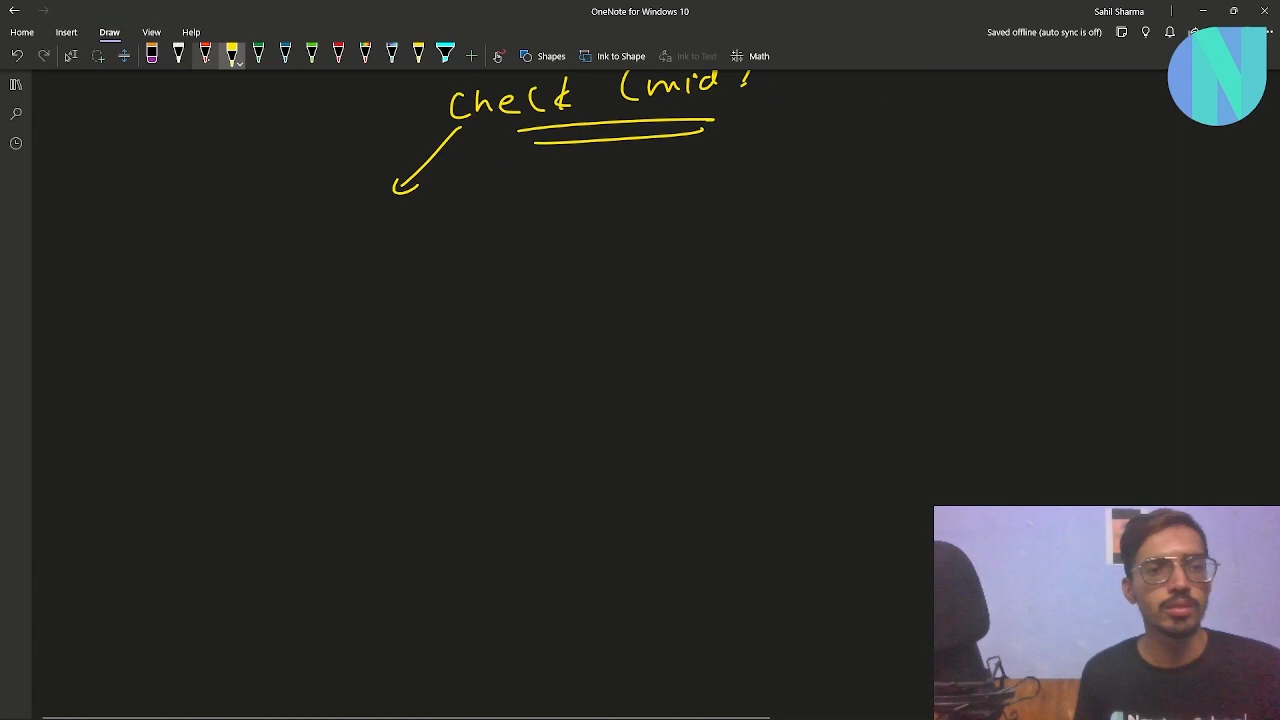 OneNote for Windows 10
Sahil Sharma
Home Insert Draw View Help
Saved offline (auto sync is off)
Shapes Ink to Shape Ink to Text Math
check (mid)